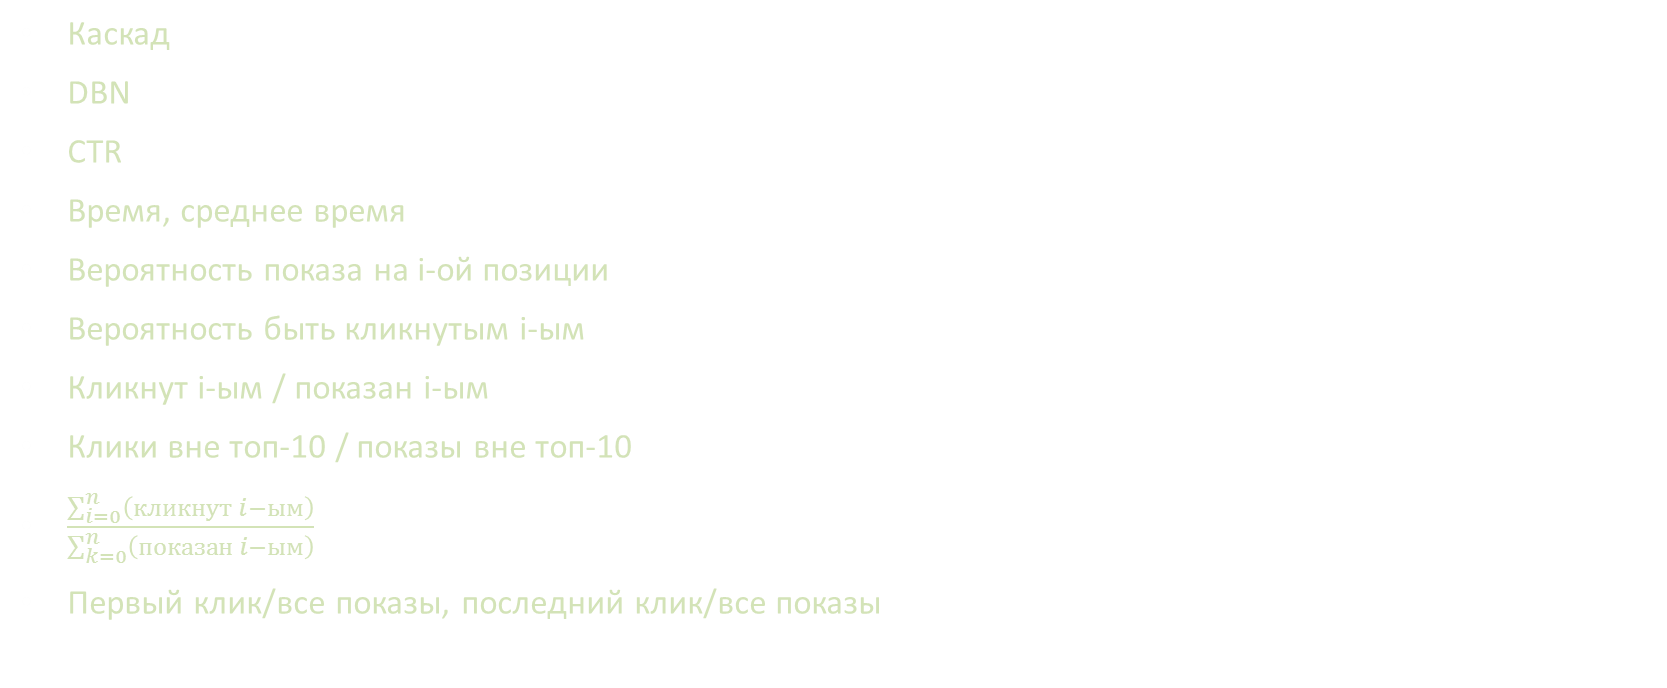 Каскад
DBN
CTR
Время, среднее время
Вероятность показа на i-ой позиции
Вероятность быть кликнутым i-ым
Кликнут i-ым / показан i-ым
Клики вне топ-10 / показы вне топ-10
∑ⁿᵢ₌₀(кликнут i−ым)
∑ⁿₖ₌₀(показан i−ым)
Первый клик/все показы, последний клик/все показы